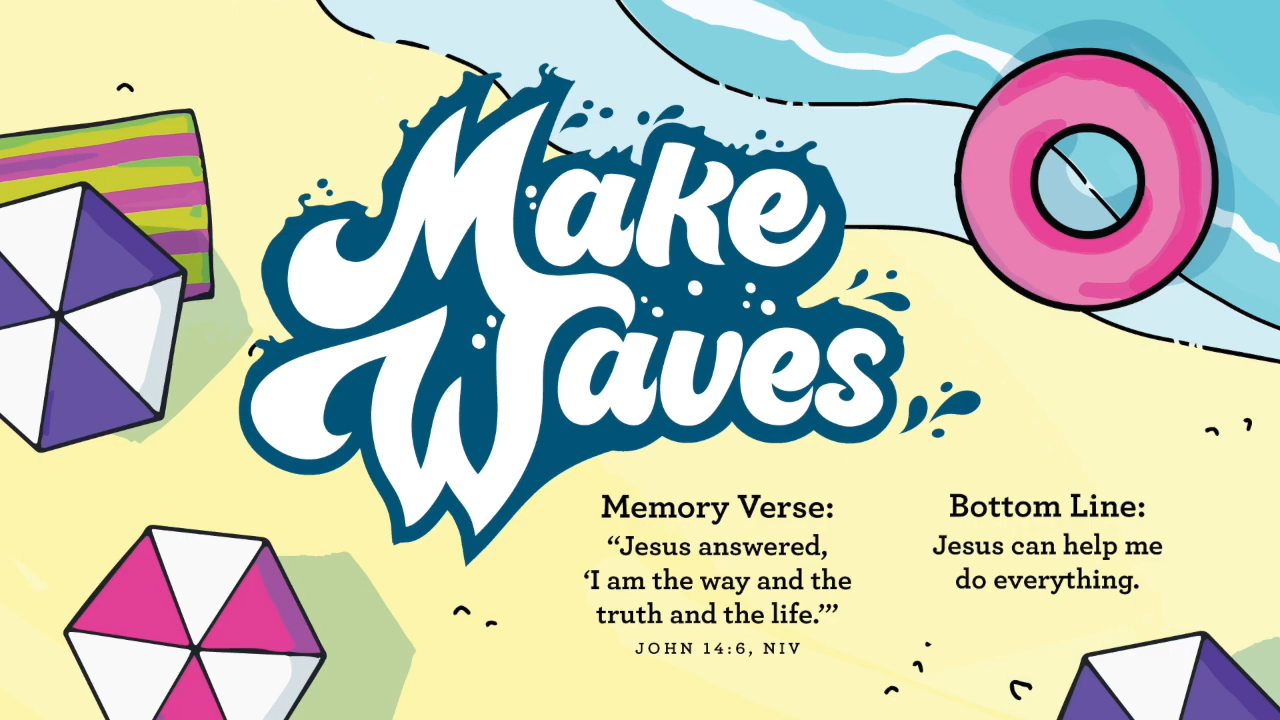 Make
Waves
Memory Verse:
“Jesus answered,
‘I am the way and the
truth and the life.’”
JOHN 14:6, NIV
Bottom Line:
Jesus can help me
do everything.